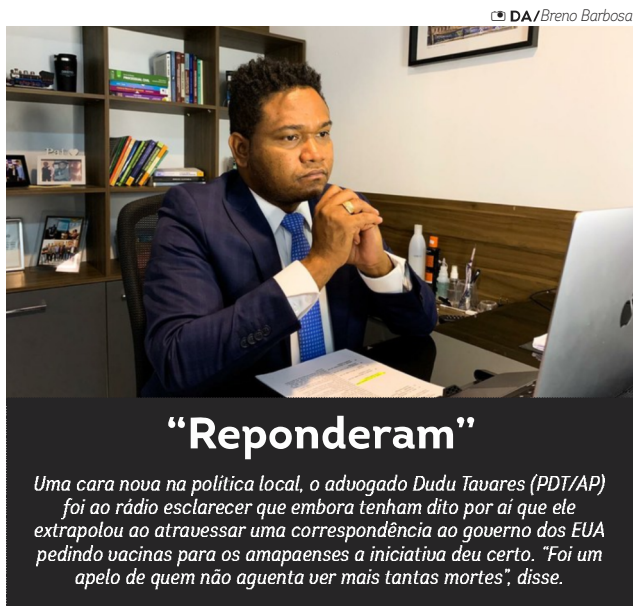 DA/Breno Barbosa
“Reponderam”
Uma cara nova na política local, o advogado Dudu Tavares (PDT/AP)
foi ao rádio esclarecer que embora tenham dito por aí que ele
extrapolou ao atravessar uma correspondência ao governo dos EUA
pedindo vacinas para os amapaenses a iniciativa deu certo. “Foi um
apelo de quem não aguenta ver mais tantas mortes”, disse.